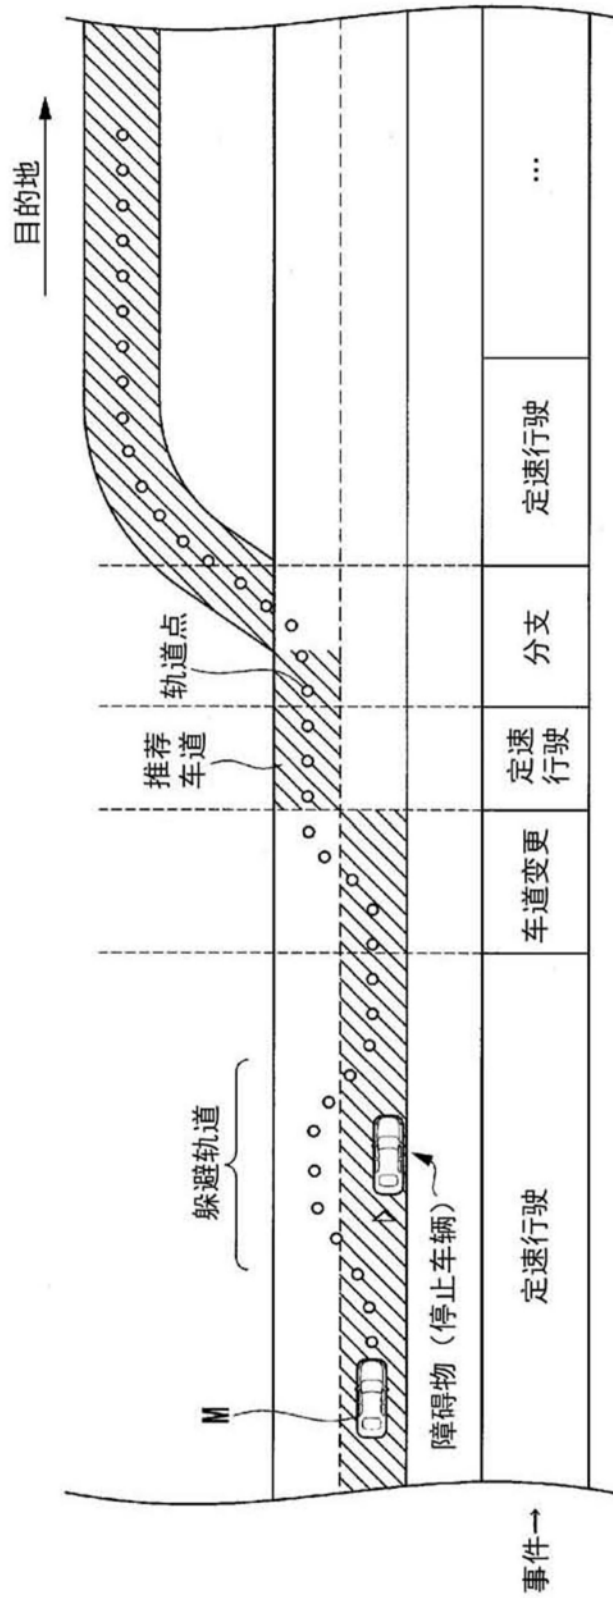 目的地
推荐
车道
轨道点
躲避轨道
M
障碍物（停止车辆）
事件→
定速行驶
车道变更
定速
行驶
分支
定速行驶
…